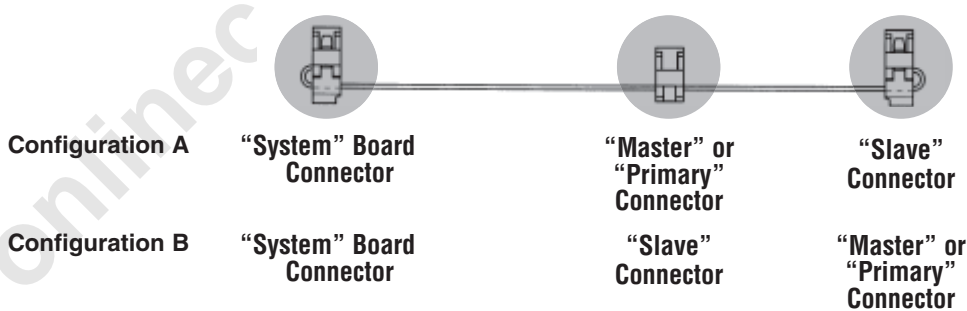 Configuration A
“System” Board
Connector
“Master” or
“Primary”
Connector
“Slave”
Connector
Configuration B
“System” Board
Connector
“Slave”
Connector
“Master” or
“Primary”
Connector